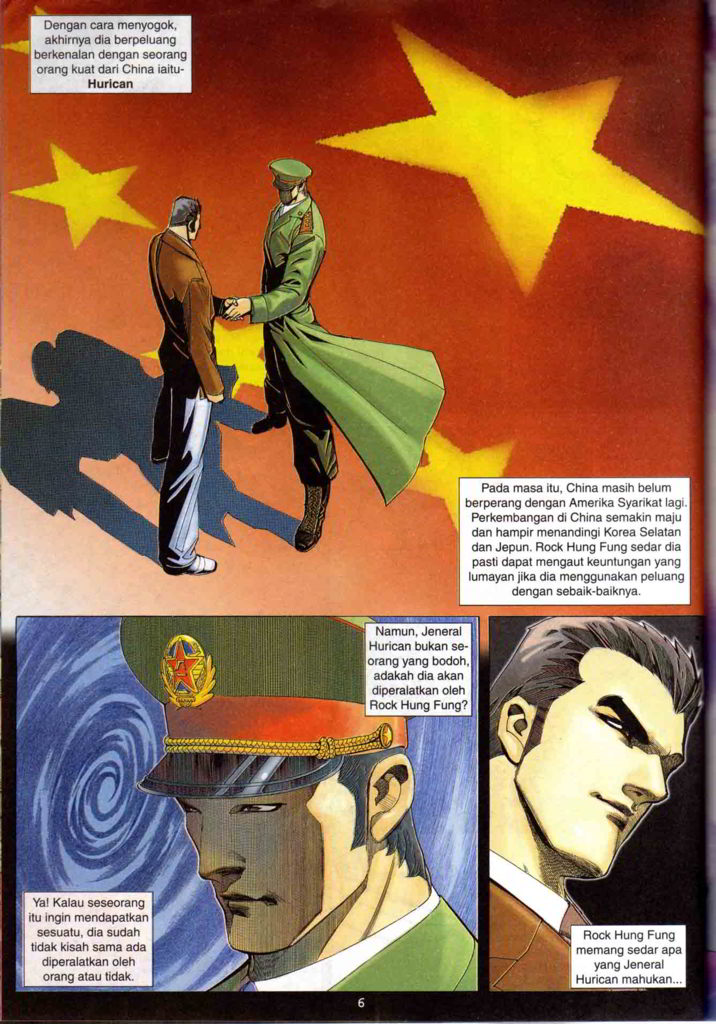 Dengan cara menyogok,
akhirnya dia berpeluang
berkenalan dengan seorang
orang kuat dari China iaitu-
Hurican
Pada masa itu, China masih belum
berperang dengan Amerika Syarikat lagi.
Perkembangan di China semakin maju
dan hampir menandingi Korea Selatan
dan Jepun. Rock Hung Fung sedar dia
pasti dapat mengaut keuntungan yang
lumayan jika dia menggunakan peluang
dengan sebaik-baiknya.
Namun, Jeneral
Hurican bukan se-
orang yang bodoh,
adakah dia akan
diperalatkan oleh
Rock Hung Fung?
Ya! Kalau seseorang
itu ingin mendapatkan
sesuatu, dia sudah
tidak kisah sama ada
diperalatkan oleh
orang atau tidak.
Rock Hung Fung
memang sedar apa
yang Jeneral
Hurican mahukan...
6